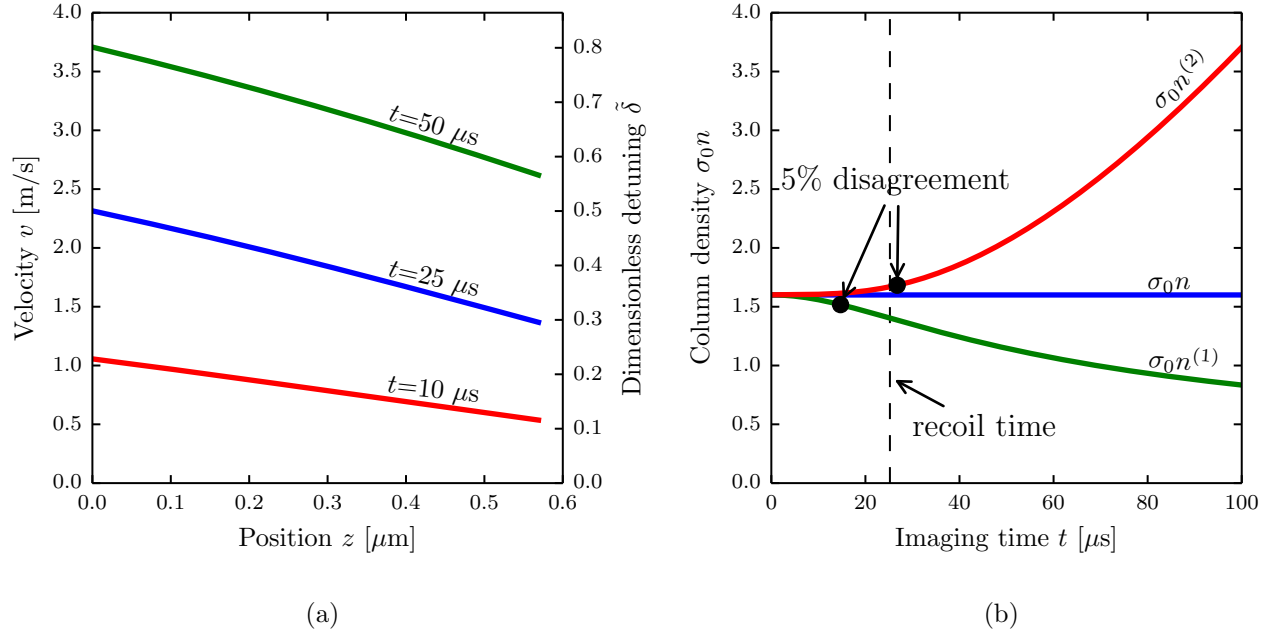 4.0
3.5
3.0
2.5
2.0
1.5
1.0
0.5
0.0
Velocity v [m/s]
0.0 0.1 0.2 0.3 0.4 0.5 0.6
Position z [μm]
0.8
0.7
0.6
0.5
0.4
0.3
0.2
0.1
0.0
Dimensionless detuning δ̃
t=50 μs
t=25 μs
t=10 μs
(a)
4.0
3.5
3.0
2.5
2.0
1.5
1.0
0.5
0.0
Column density σ₀n
0 20 40 60 80 100
Imaging time t [μs]
σ₀n⁽²⁾
5% disagreement
σ₀n
σ₀n⁽¹⁾
recoil time
(b)